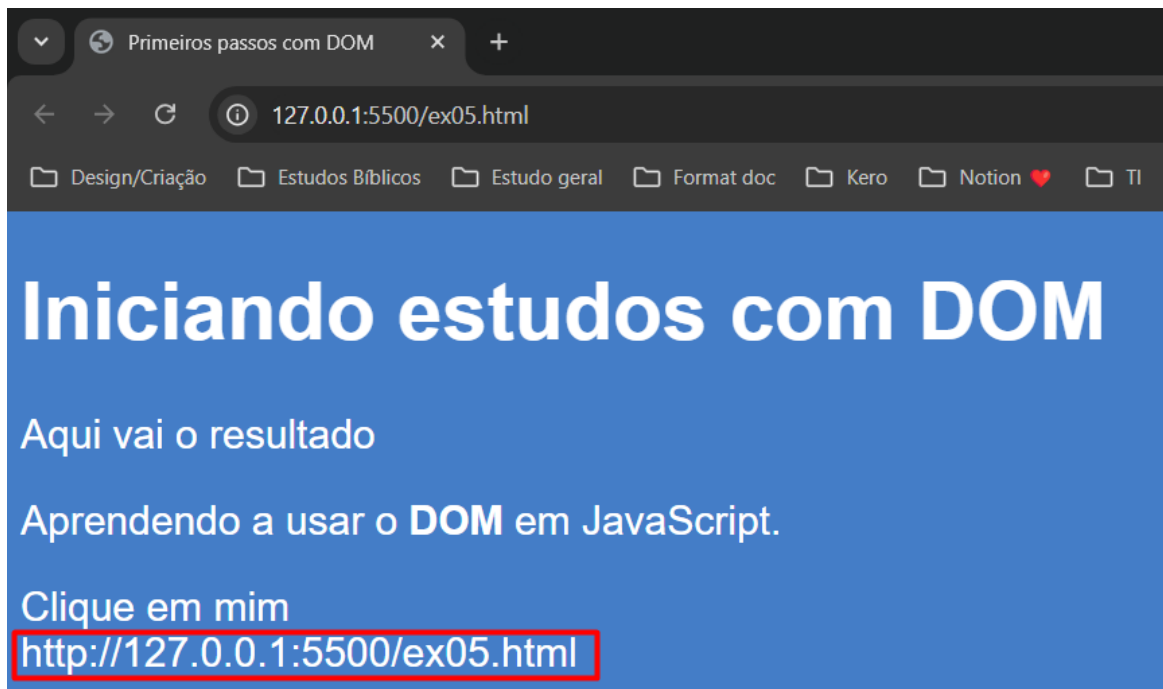 Primeiros passos com DOM
127.0.0.1:5500/ex05.html
Design/Criação Estudos Bíblicos Estudo geral Format doc Kero Notion ❤️ TI
Iniciando estudos com DOM
Aqui vai o resultado
Aprendendo a usar o DOM em JavaScript.
Clique em mim
http://127.0.0.1:5500/ex05.html